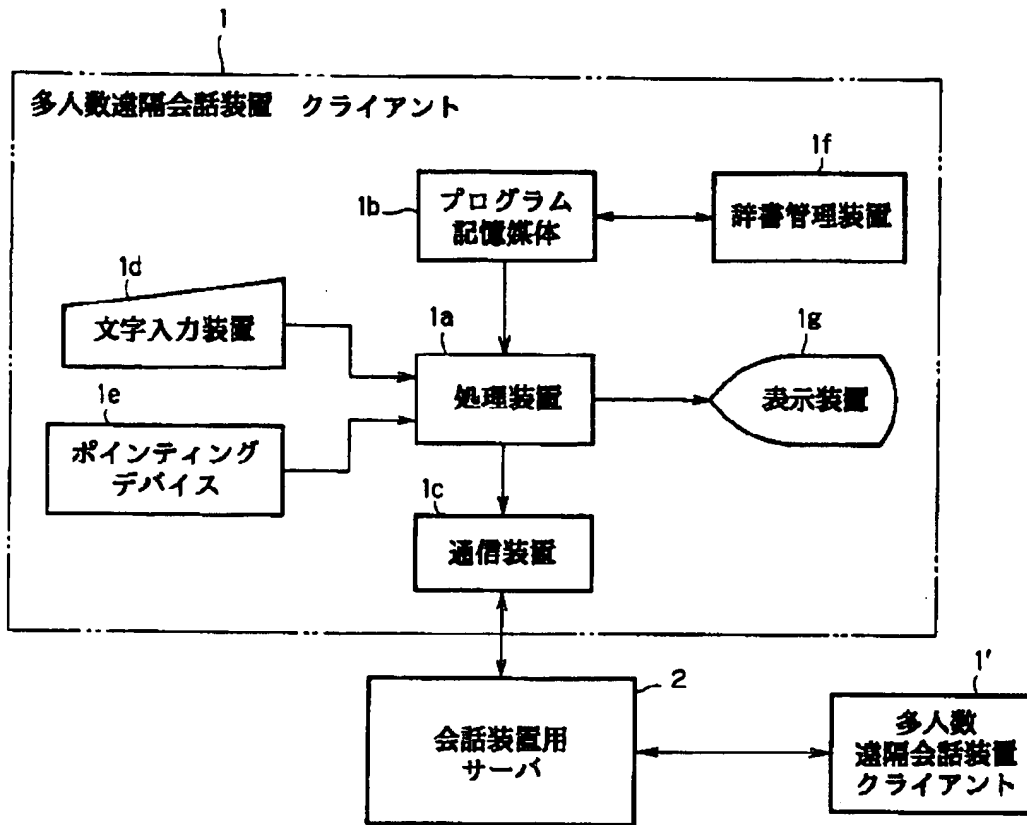 1
多人数遠隔会話装置 クライアント
1f
1b
プログラム
記憶媒体
辞書管理装置
1d
文字入力装置
1a
処理装置
1g
表示装置
1e
ポインティング
デバイス
1c
通信装置
2
会話装置用
サーバ
1'
多人数
遠隔会話装置
クライアント